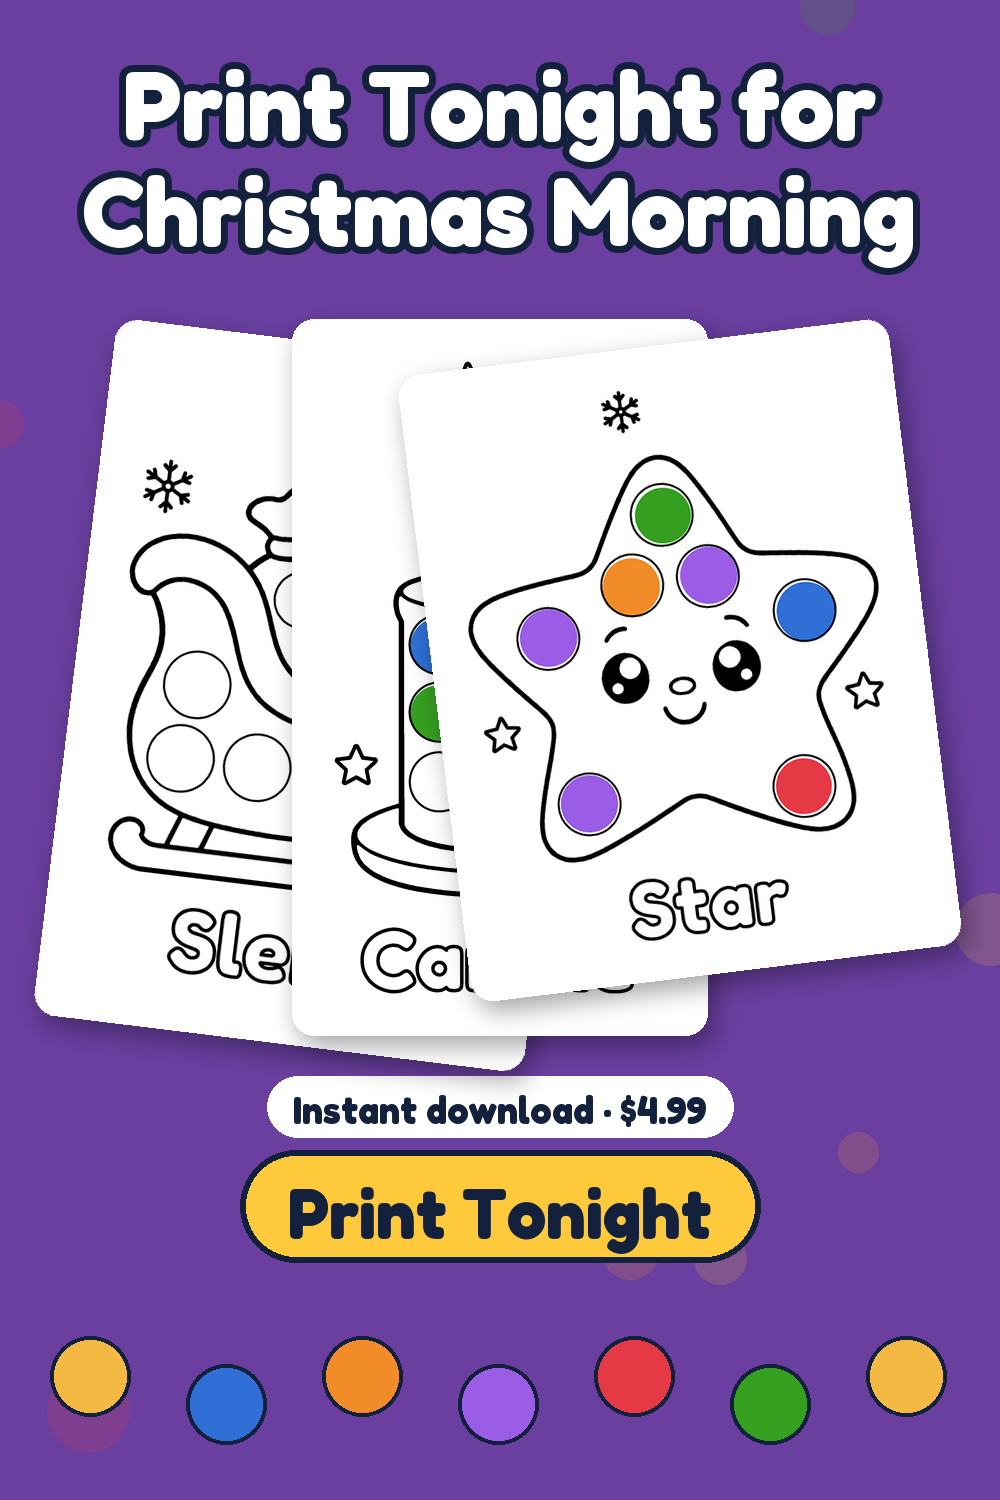 Print Tonight for
Christmas Morning
Star
Instant download · $4.99
Print Tonight